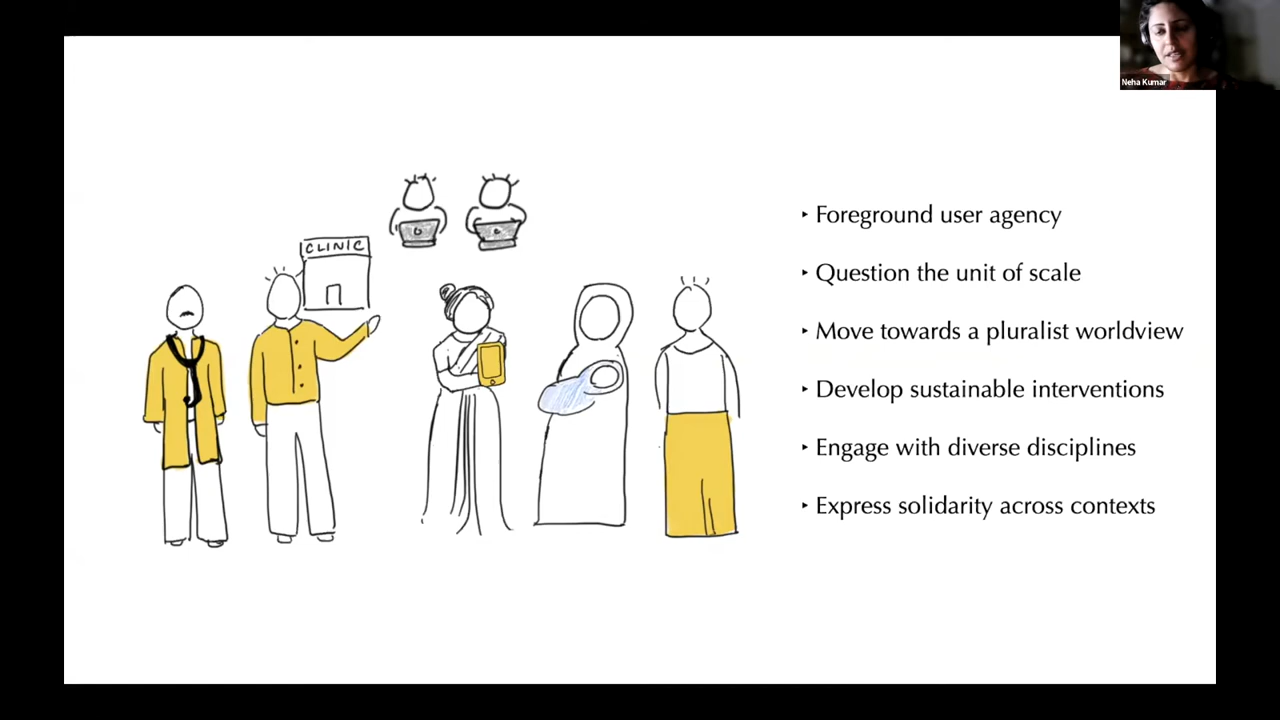 Neha Kumar
CLINIC
‣ Foreground user agency
‣ Question the unit of scale
‣ Move towards a pluralist worldview
‣ Develop sustainable interventions
‣ Engage with diverse disciplines
‣ Express solidarity across contexts